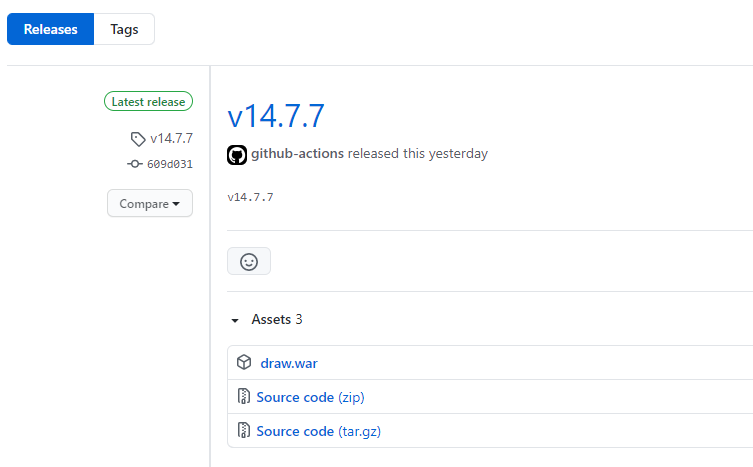 Releases Tags
Latest release
v14.7.7
609d031
Compare
v14.7.7
github-actions released this yesterday
v14.7.7
Assets 3
draw.war
Source code (zip)
Source code (tar.gz)